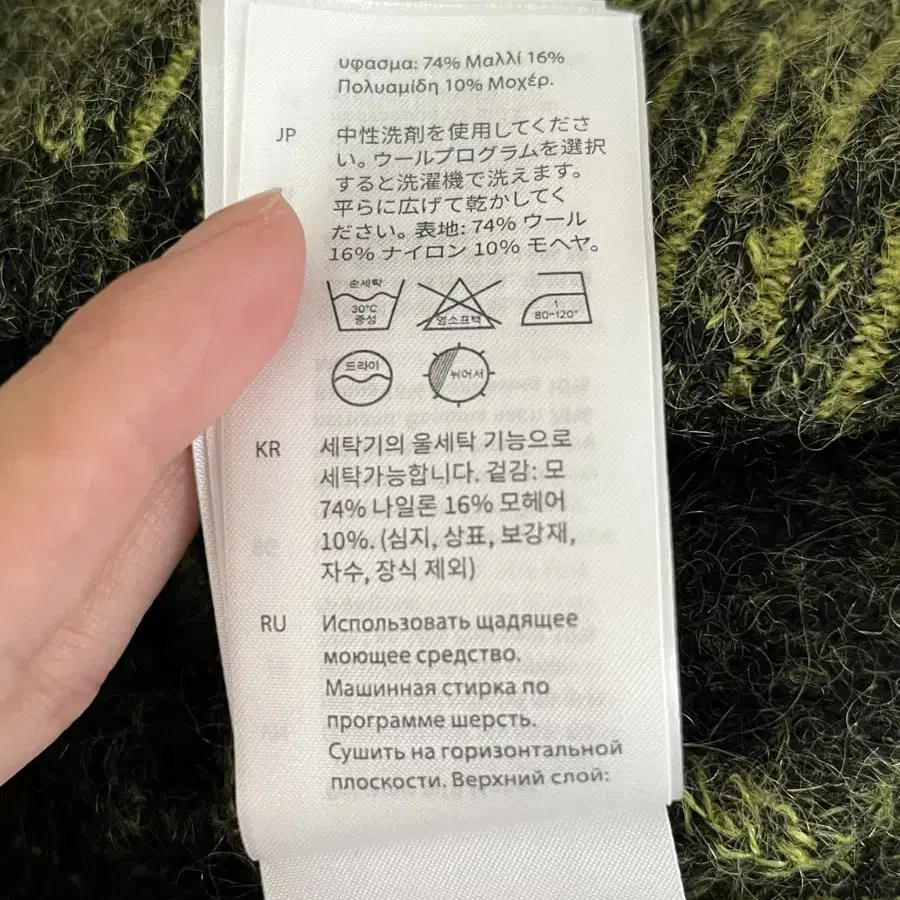 υφασμα: 74% Μαλλί 16%
Πολυαμίδη 10% Μοχέρ.
JP 中性洗剤を使用してくださ
い。ウールプログラムを選択
すると洗濯機で洗えます。
平らに広げて乾かしてく
ださい。表地: 74% ウール
16% ナイロン 10% モヘヤ。
손세탁
30°C
중성
염소표백
1
80~120°
드라이
뉘어서
KR 세탁기의 울세탁 기능으로
세탁가능합니다. 겉감: 모
74% 나일론 16% 모헤어
10%. (심지, 상표, 보강재,
자수, 장식 제외)
RU Использовать щадящее
моющее средство.
Машинная стирка по
программе шерсть.
Сушить на горизонтальной
плоскости. Верхний слой: